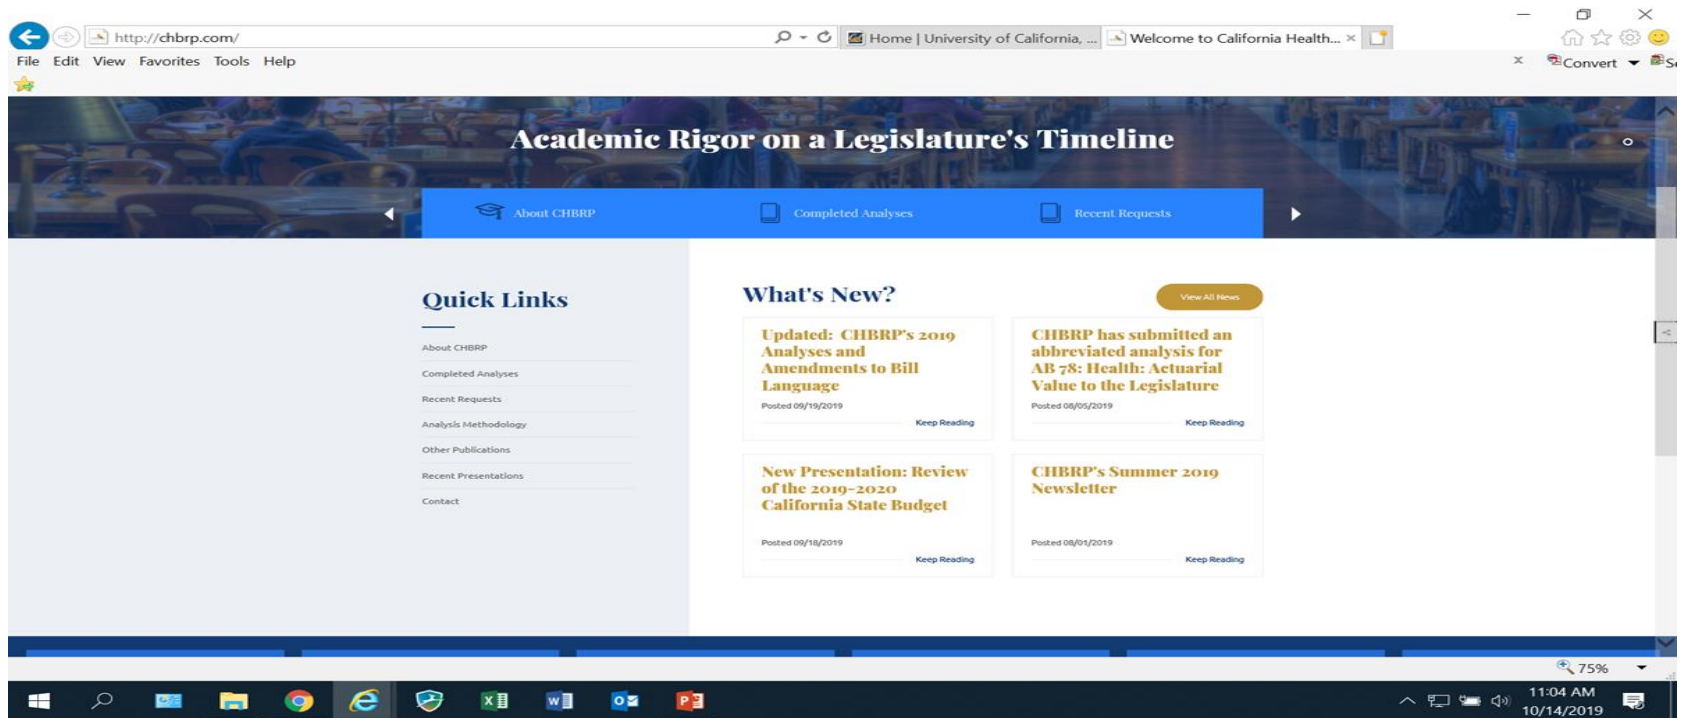 http://chbrp.com/
Home | University of California, ...
Welcome to California Health...
File Edit View Favorites Tools Help
Convert
Academic Rigor on a Legislature's Timeline
About CHBRP
Completed Analyses
Recent Requests
Quick Links
About CHBRP
Completed Analyses
Recent Requests
Analysis Methodology
Other Publications
Recent Presentations
Contact
What's New?
View All News
Updated: CHBRP's 2019
Analyses and
Amendments to Bill
Language
Posted 09/19/2019
Keep Reading
CHBRP has submitted an
abbreviated analysis for
AB 78: Health: Actuarial
Value to the Legislature
Posted 08/05/2019
Keep Reading
New Presentation: Review
of the 2019-2020
California State Budget
Posted 09/18/2019
Keep Reading
CHBRP's Summer 2019
Newsletter
Posted 08/01/2019
Keep Reading
75%
11:04 AM
10/14/2019